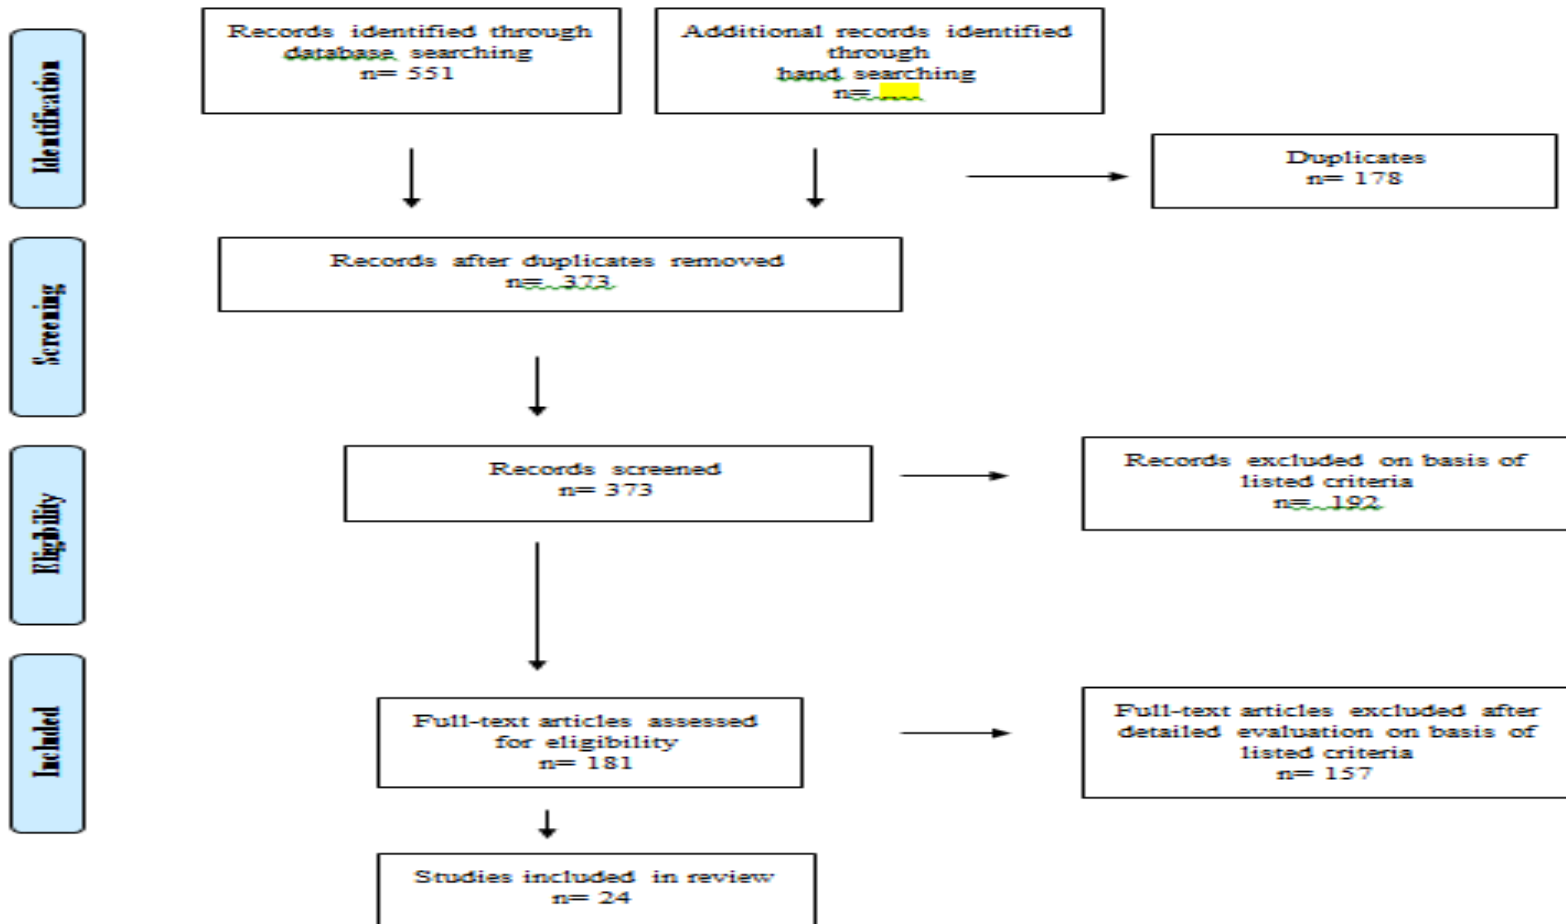 Identification
Records identified through
database searching
n= 551
Additional records identified
through
hand searching
n=
Duplicates
n= 178
Screening
Records after duplicates removed
n= 373
Eligibility
Records screened
n= 373
Records excluded on basis of
listed criteria
n= 192
Included
Full-text articles assessed
for eligibility
n= 181
Full-text articles excluded after
detailed evaluation on basis of
listed criteria
n= 157
Studies included in review
n= 24